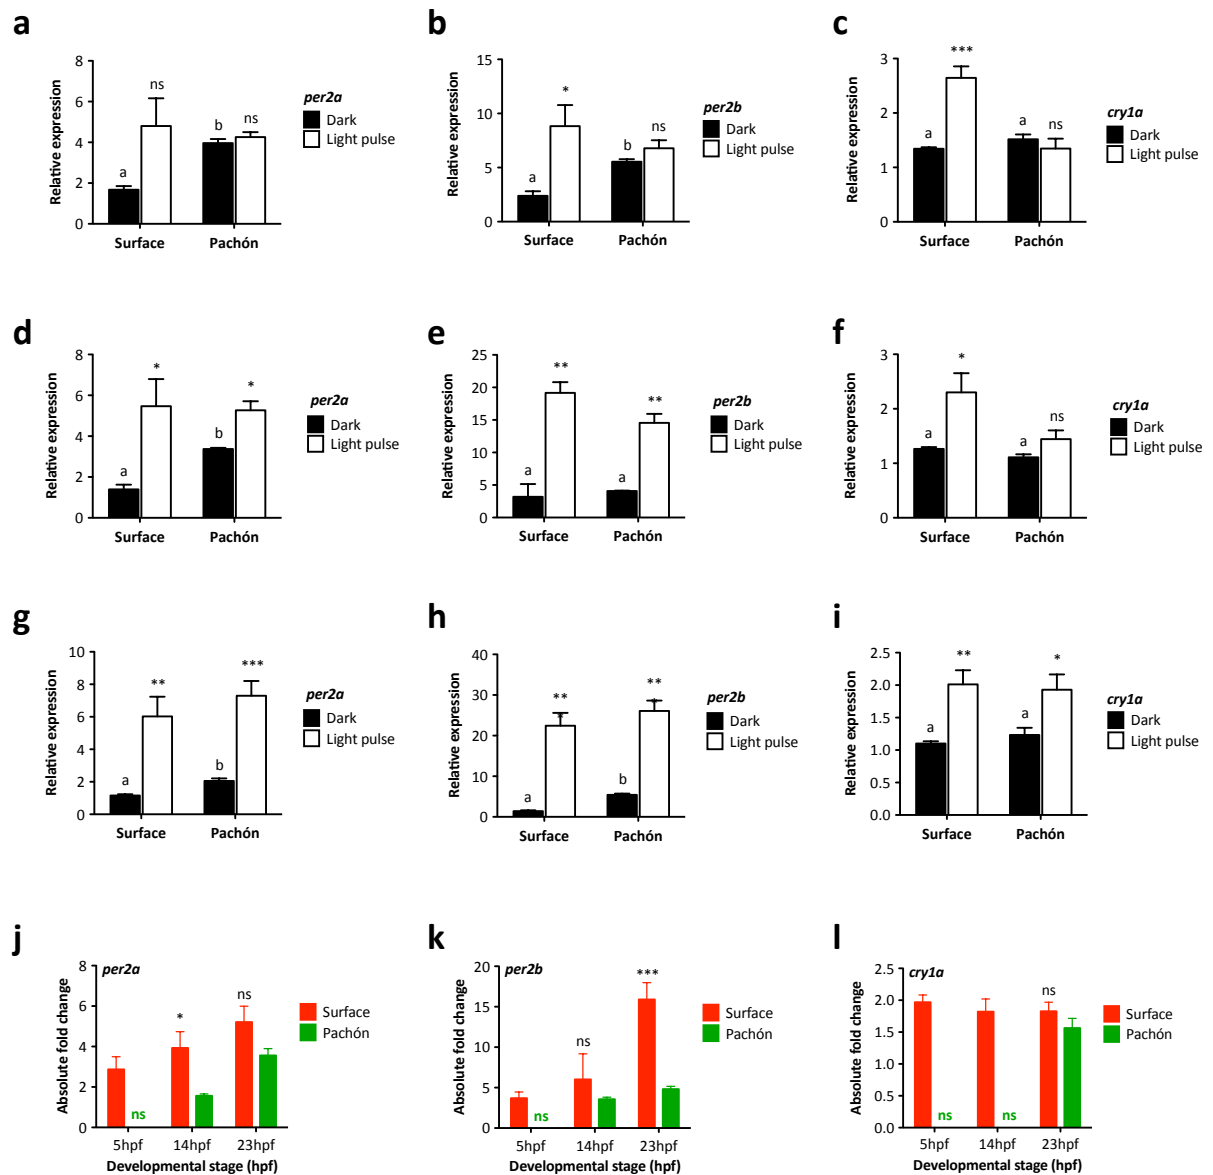 a
Relative expression
8
6
4
2
0
a
ns
b
ns
Surface
Pachón
per2a
Dark
Light pulse
b
Relative expression
15
10
5
0
a
*
b
ns
Surface
Pachón
per2b
Dark
Light pulse
c
Relative expression
3
2
1
0
a
***
a
ns
Surface
Pachón
cry1a
Dark
Light pulse
d
Relative expression
8
6
4
2
0
a
*
b
*
Surface
Pachón
per2a
Dark
Light pulse
e
Relative expression
25
20
15
10
5
0
a
**
a
**
Surface
Pachón
per2b
Dark
Light pulse
f
Relative expression
3
2
1
0
a
*
a
ns
Surface
Pachón
cry1a
Dark
Light pulse
g
Relative expression
10
8
6
4
2
0
a
**
b
***
Surface
Pachón
per2a
Dark
Light pulse
h
Relative expression
40
30
20
10
0
a
**
*
b
**
*
Surface
Pachón
per2b
Dark
Light pulse
i
Relative expression
2.5
2.0
1.5
1.0
0.5
0.0
a
**
a
*
Surface
Pachón
cry1a
Dark
Light pulse
j
per2a
Absolute fold change
8
6
4
2
0
ns
*
ns
5hpf
14hpf
23hpf
Developmental stage (hpf)
Surface
Pachón
k
per2b
Absolute fold change
20
15
10
5
0
ns
ns
***
5hpf
14hpf
23hpf
Developmental stage (hpf)
Surface
Pachón
l
cry1a
Absolute fold change
2.5
2.0
1.5
1.0
0.5
0.0
ns
ns
ns
5hpf
14hpf
23hpf
Developmental stage (hpf)
Surface
Pachón